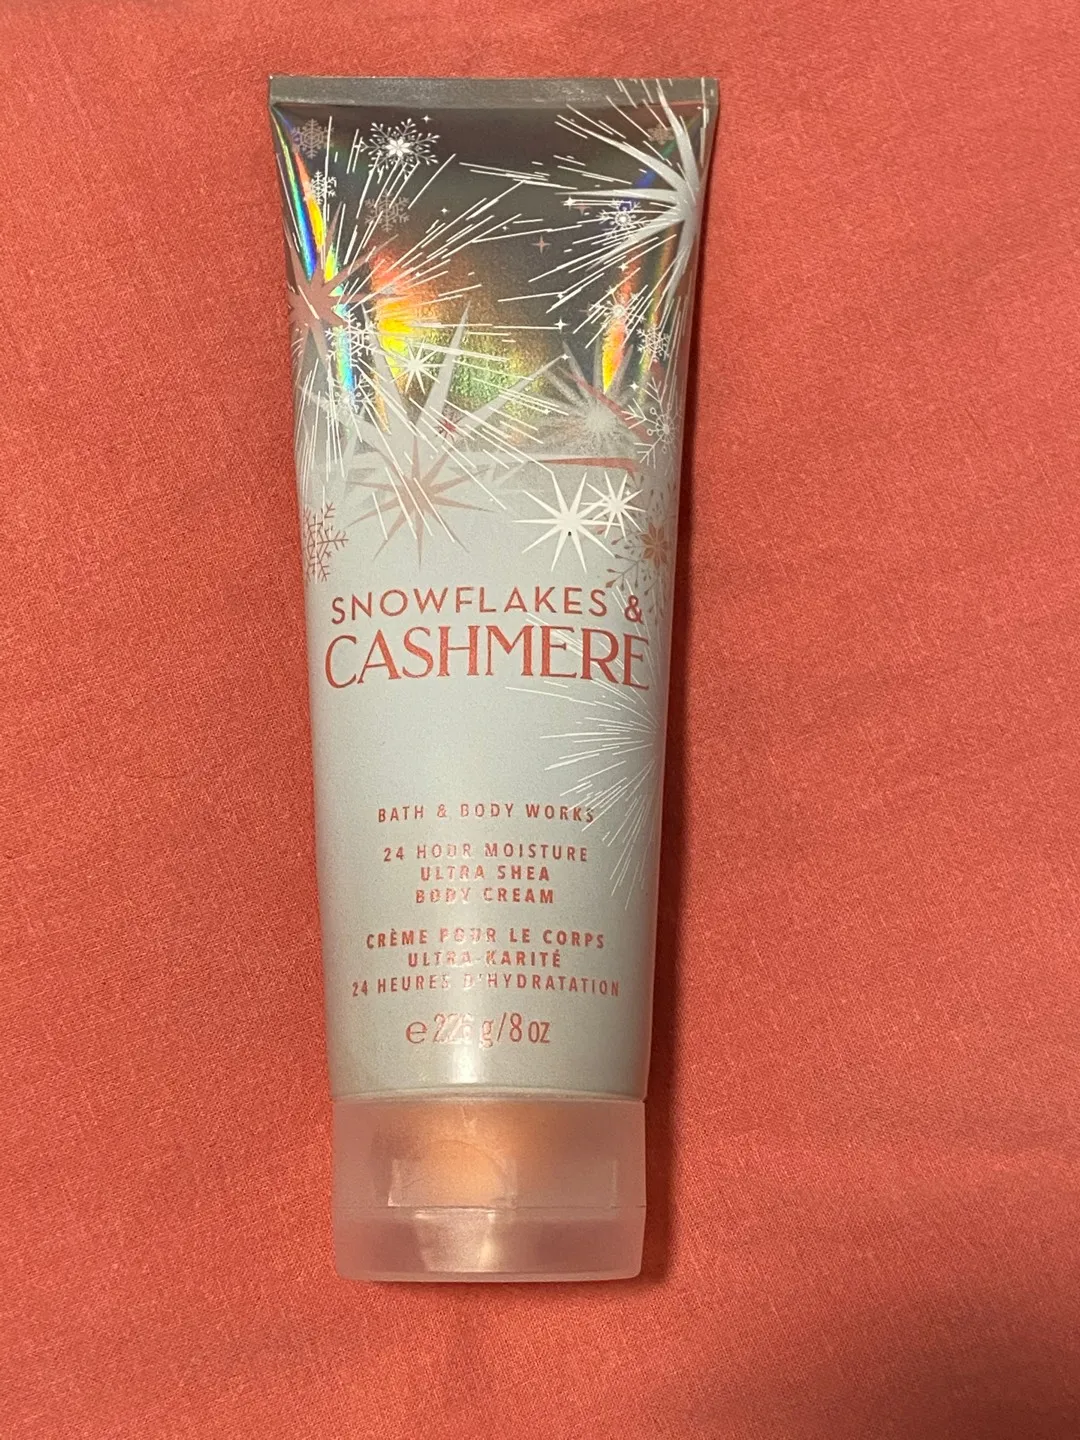 SNOWFLAKES &
CASHMERE
BATH & BODY WORKS
24 HOUR MOISTURE
ULTRA SHEA
BODY CREAM
CRÈME POUR LE CORPS
ULTRA-KARITÉ
24 HEURES D'HYDRATATION
℮ 226 g/8 oz